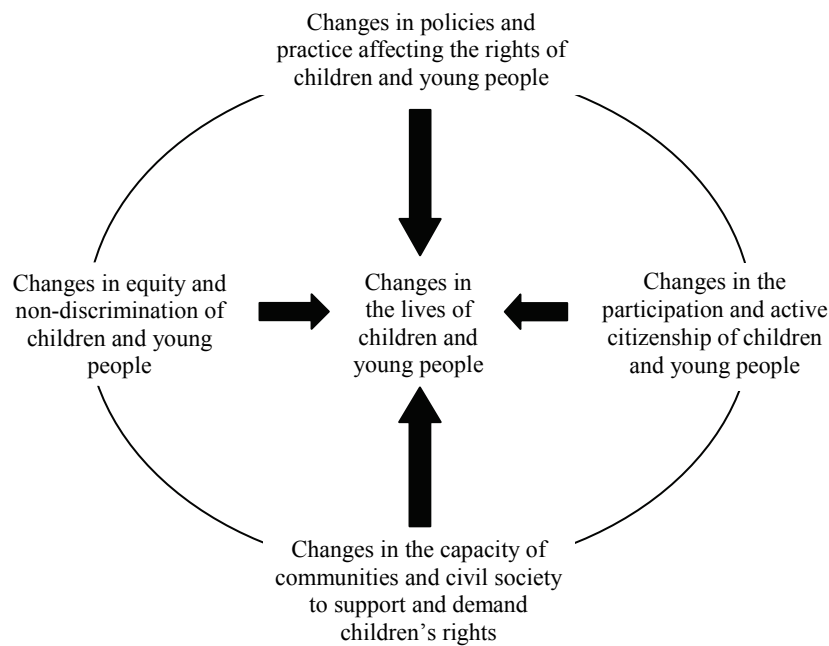 Changes in policies and
practice affecting the rights of
children and young people
Changes in equity and
non-discrimination of
children and young
people
Changes in
the lives of
children and
young people
Changes in the
participation and active
citizenship of children
and young people
Changes in the capacity of
communities and civil society
to support and demand
children’s rights